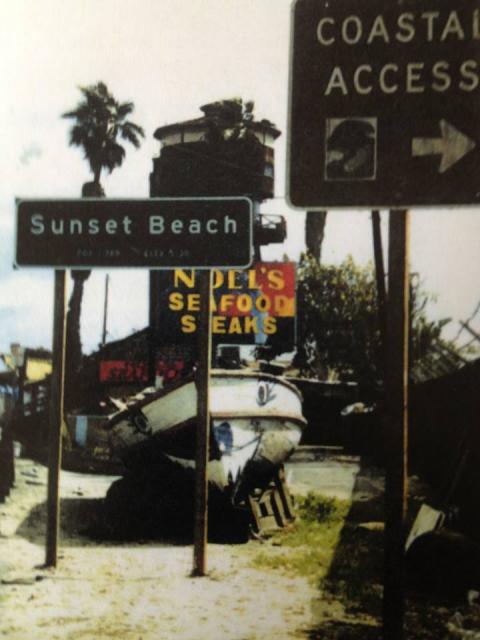 COASTAL
ACCESS
Sunset Beach
NOEL'S
SEAFOOD
STEAKS